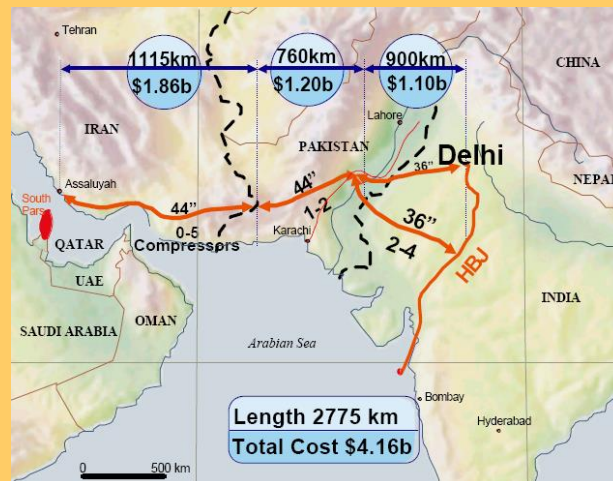 Tehran
1115km
$1.86b
760km
$1.20b
900km
$1.10b
CHINA
Lahore
IRAN
PAKISTAN
36”
Delhi
NEPAL
Assaluyah
South
Pars
44”
0-5
Compressors
44”
1-2
Karachi
36”
2-4
HBJ
QATAR
UAE
OMAN
SAUDI ARABIA
INDIA
Arabian Sea
Bombay
Hyderabad
Length 2775 km
Total Cost $4.16b
0 500 km